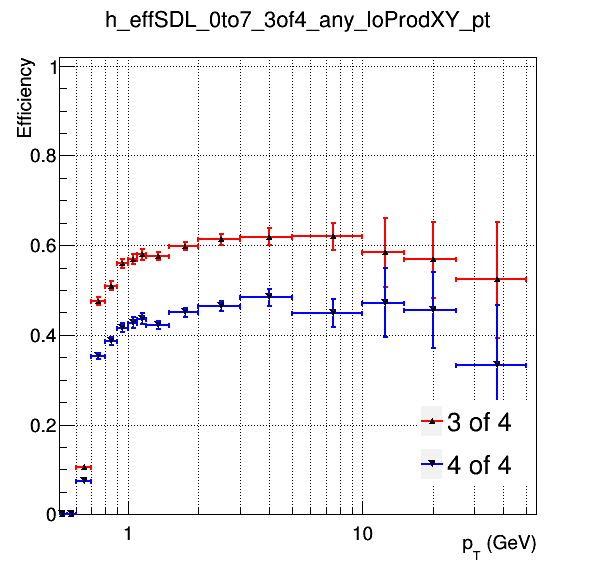 h_effSDL_0to7_3of4_any_loProdXY_pt
Efficiency
1
0.8
0.6
0.4
0.2
0
3 of 4
4 of 4
1
10
p_T (GeV)